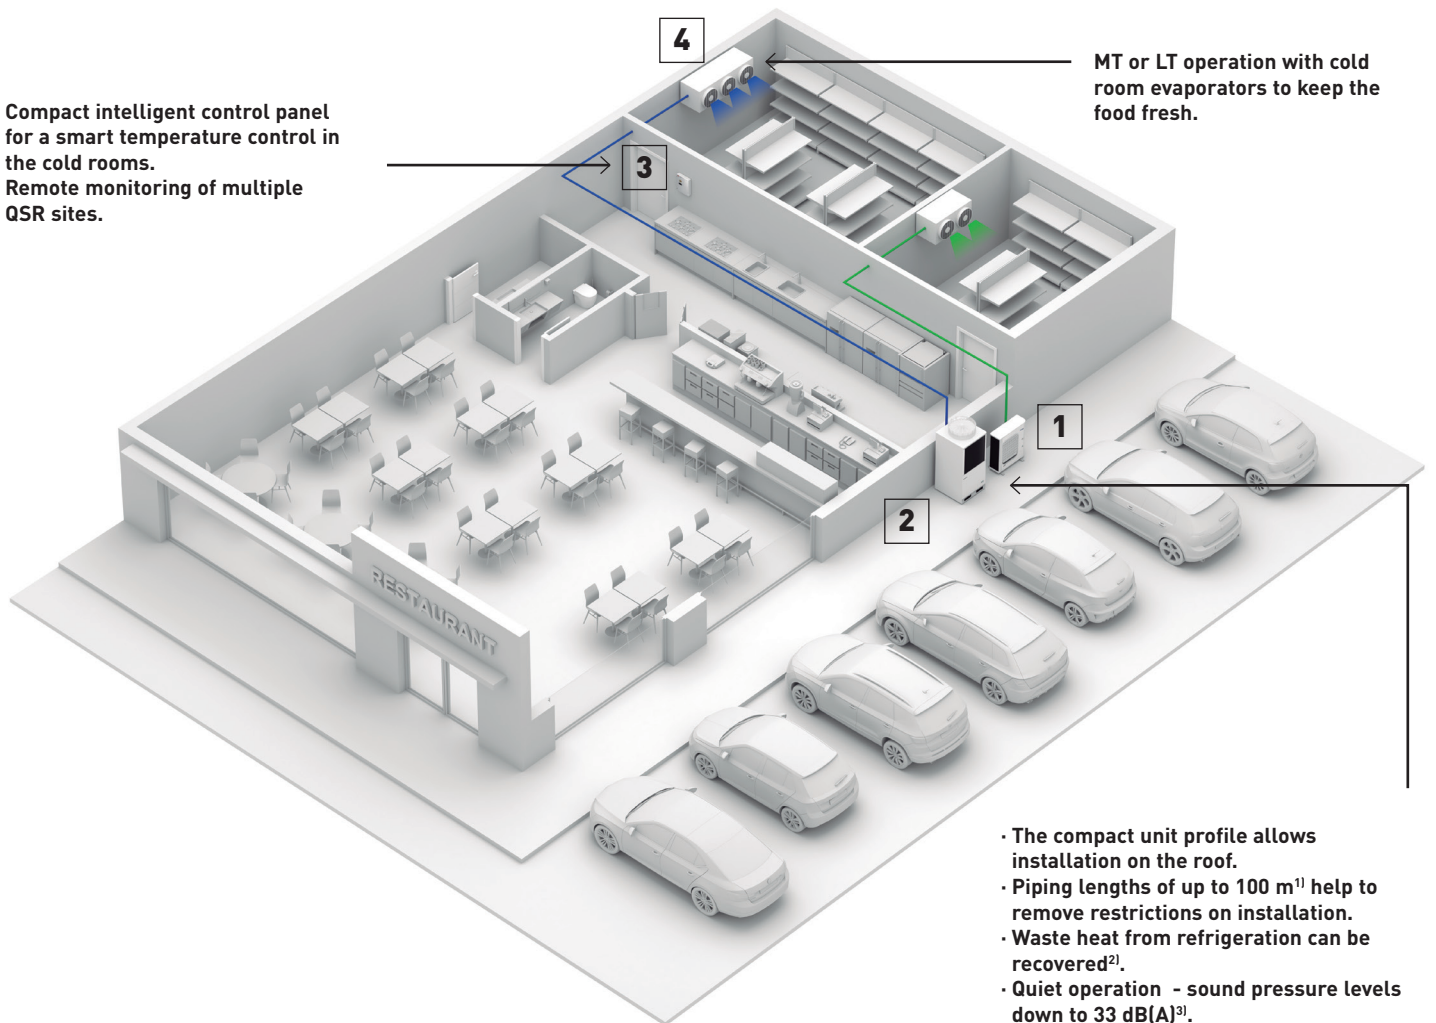 4
MT or LT operation with cold
room evaporators to keep the
food fresh.
Compact intelligent control panel
for a smart temperature control in
the cold rooms.
Remote monitoring of multiple
QSR sites.
3
1
2
RESTAURANT
· The compact unit profile allows
installation on the roof.
· Piping lengths of up to 100 m¹⁾ help to
remove restrictions on installation.
· Waste heat from refrigeration can be
recovered²⁾.
· Quiet operation - sound pressure levels
down to 33 dB(A)³⁾.